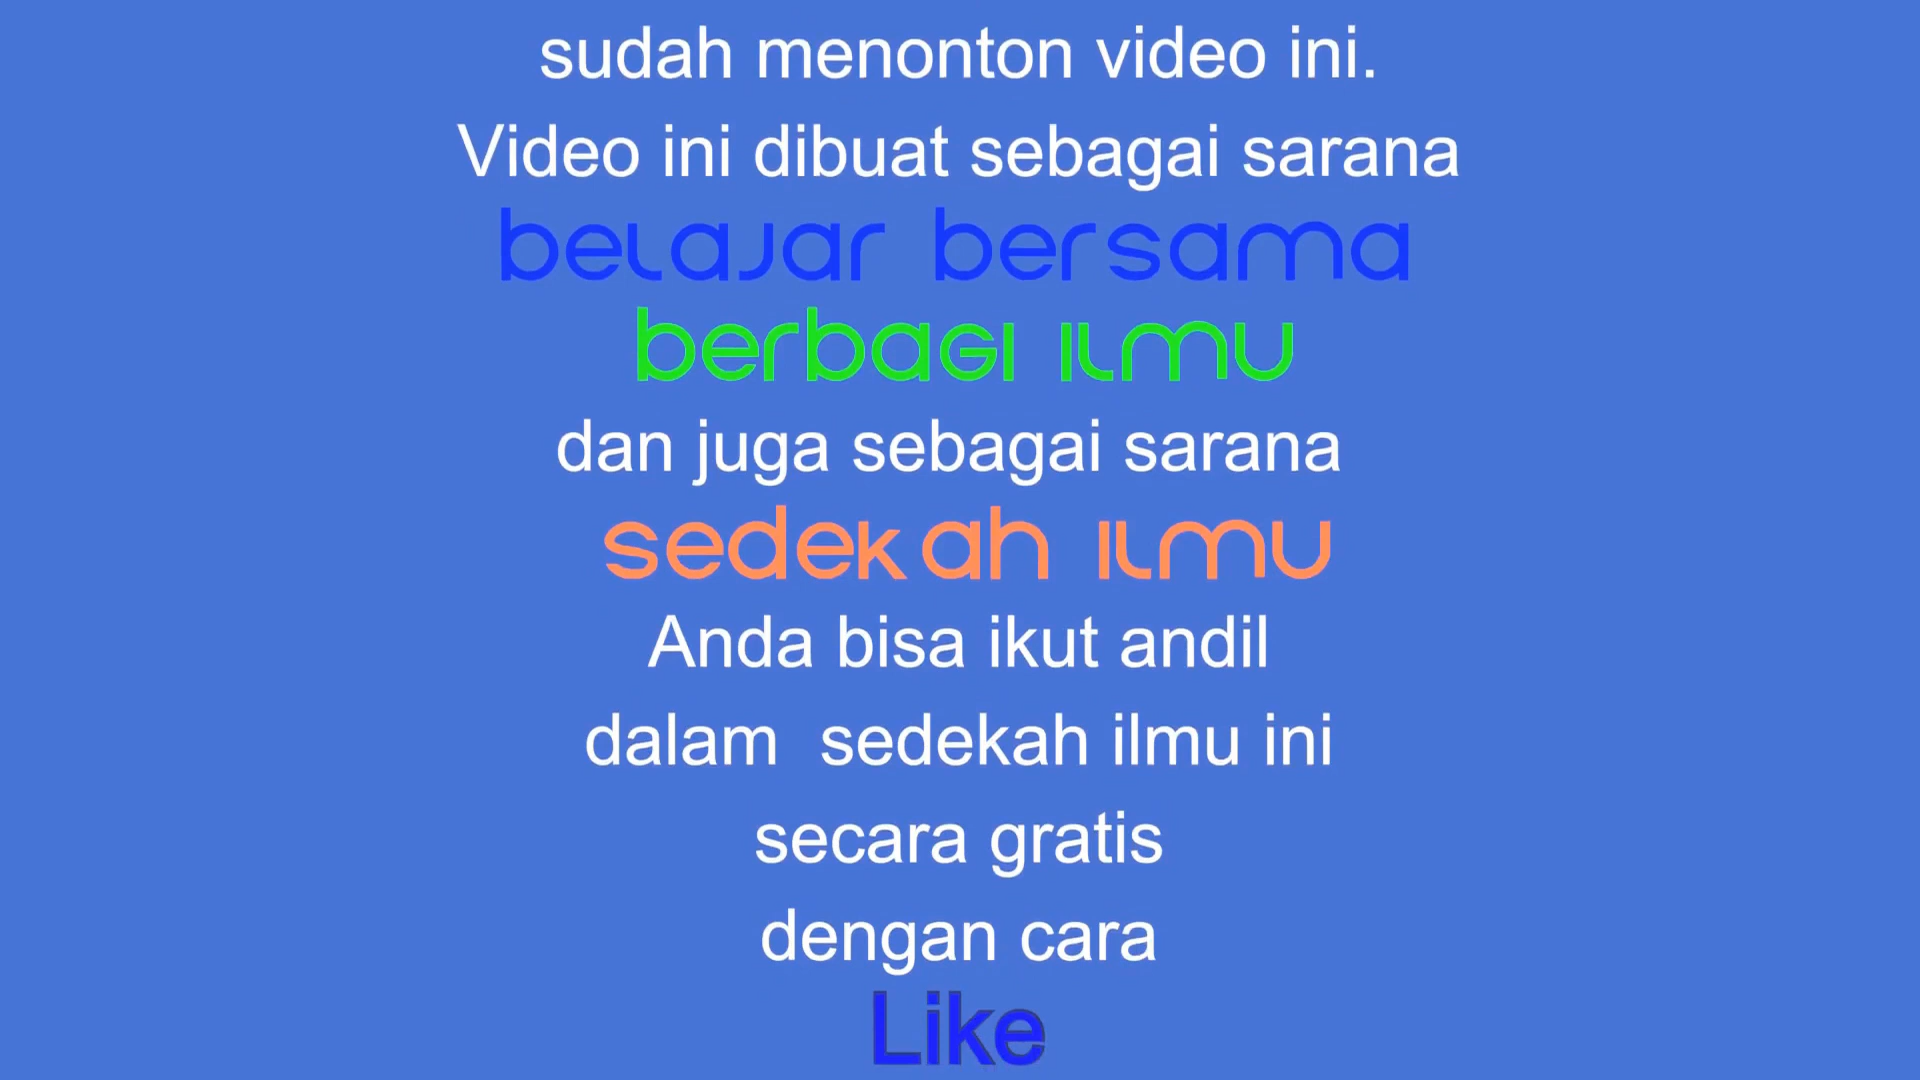 sudah menonton video ini.
Video ini dibuat sebagai sarana
belajar bersama
berbagi ilmu
dan juga sebagai sarana
sedekah ilmu
Anda bisa ikut andil
dalam  sedekah ilmu ini
secara gratis
dengan cara
Like